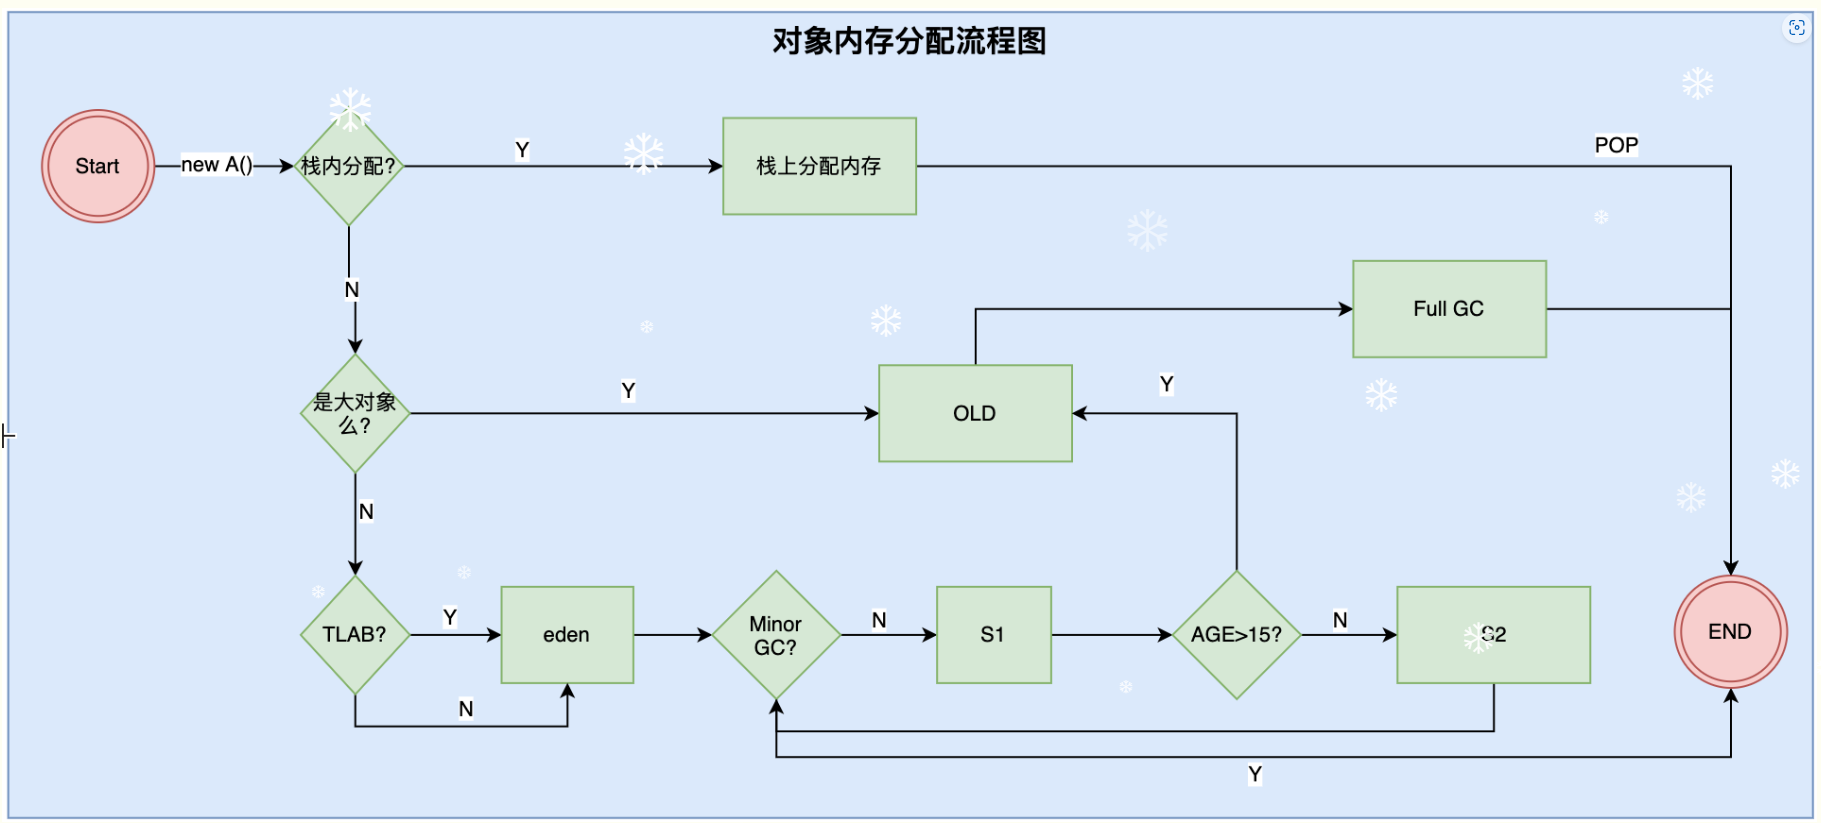 对象内存分配流程图
Start
new A()
栈内分配?
Y
栈上分配内存
POP
N
Full GC
是大对象
么?
Y
OLD
Y
N
TLAB?
Y
eden
Minor
GC?
N
S1
AGE>15?
N
S2
END
N
Y